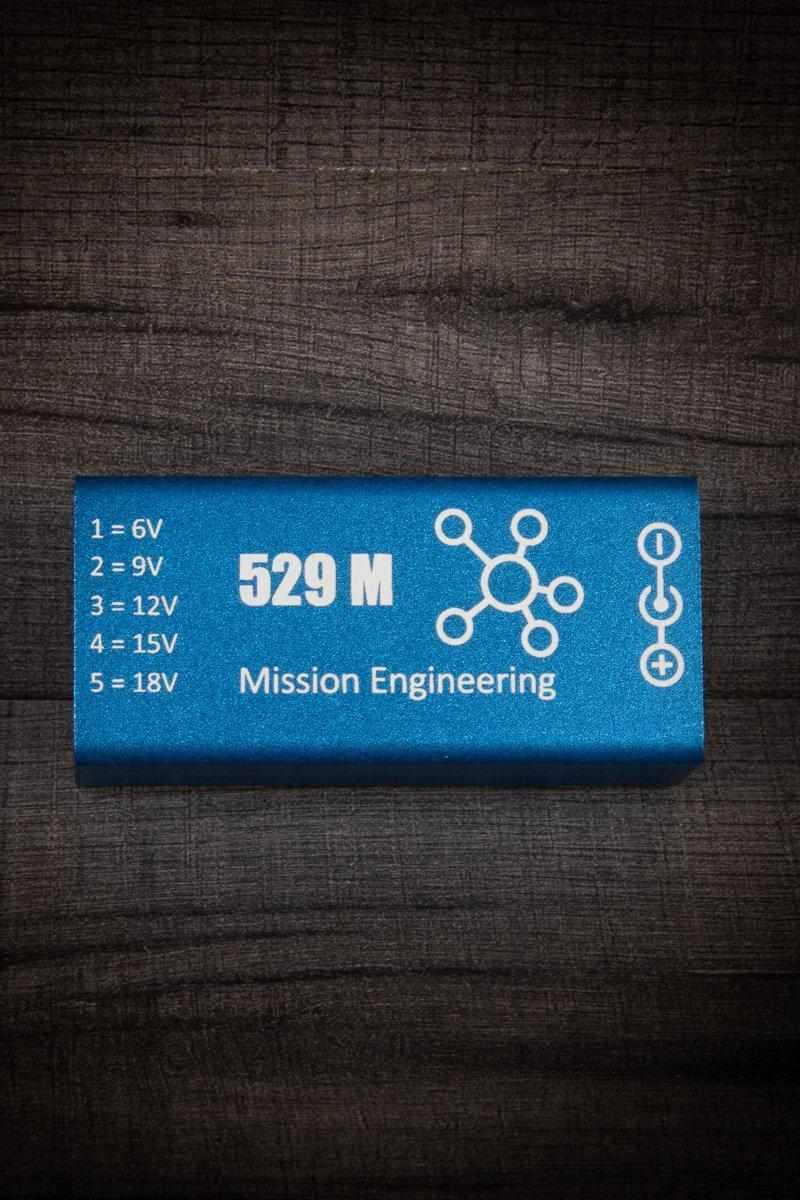 1 = 6V
2 = 9V
3 = 12V
4 = 15V
5 = 18V
529 M
Mission Engineering